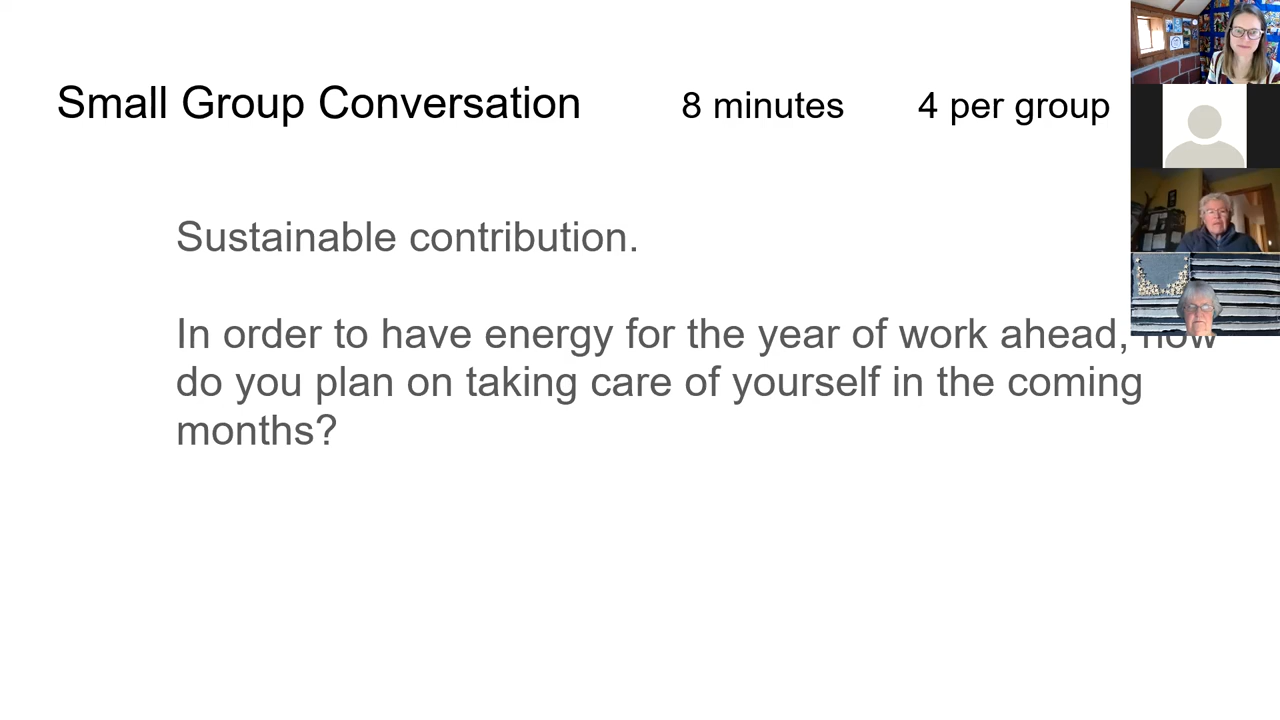 Small Group Conversation 8 minutes 4 per group
Sustainable contribution.
In order to have energy for the year of work ahead, how
do you plan on taking care of yourself in the coming
months?